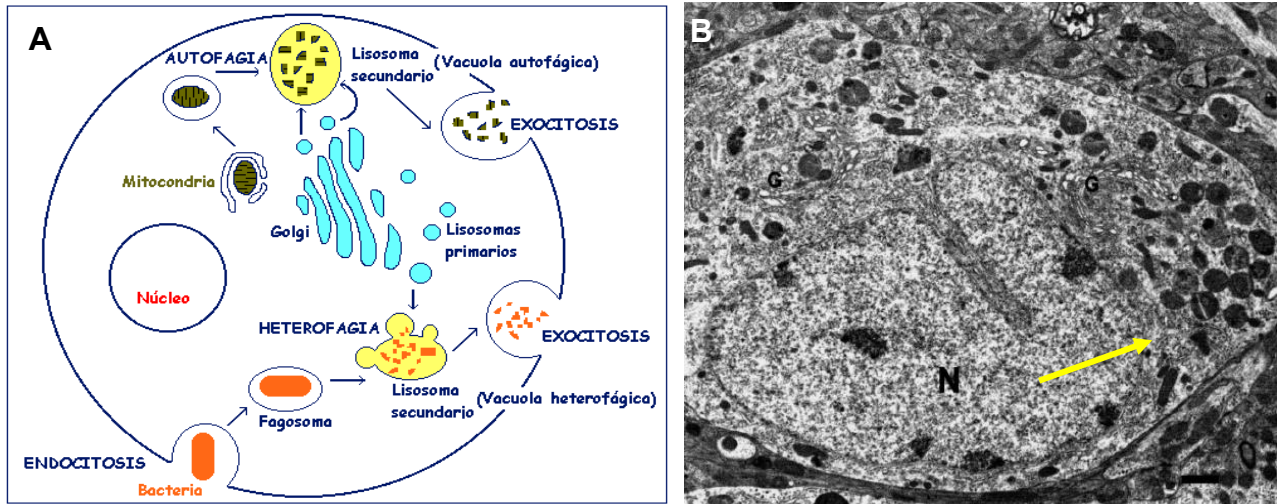 A
AUTOFAGIA
Lisosoma (Vacuola autofágica)
secundario
EXOCITOSIS
Mitocondria
Golgi
Lisosomas
primarios
Núcleo
HETEROFAGIA
EXOCITOSIS
Lisosoma
secundario (Vacuola heterofágica)
Fagosoma
ENDOCITOSIS
Bacteria
B
G
G
N